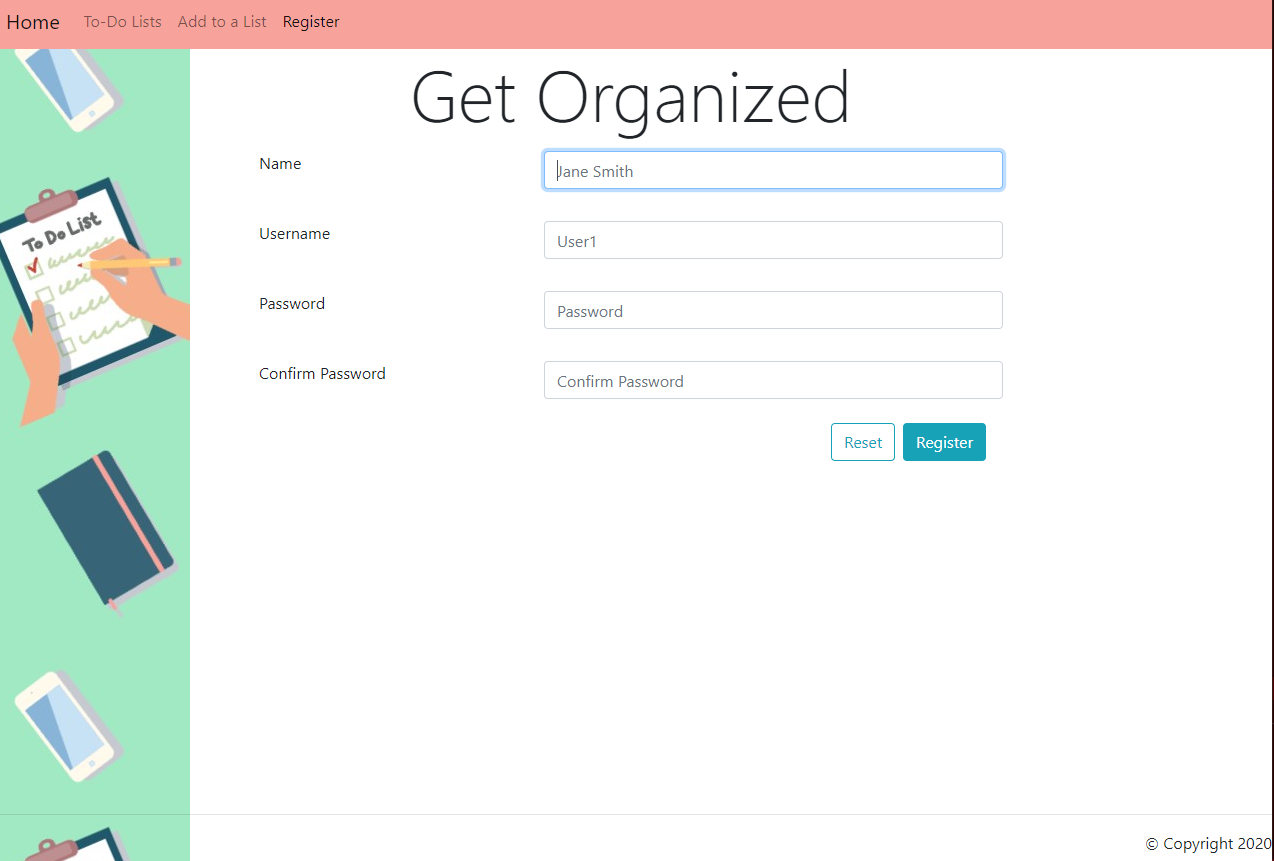 Home To-Do Lists Add to a List Register
Get Organized
Name Jane Smith
To Do List
Username User1
Password Password
Confirm Password Confirm Password
Reset Register
© Copyright 2020